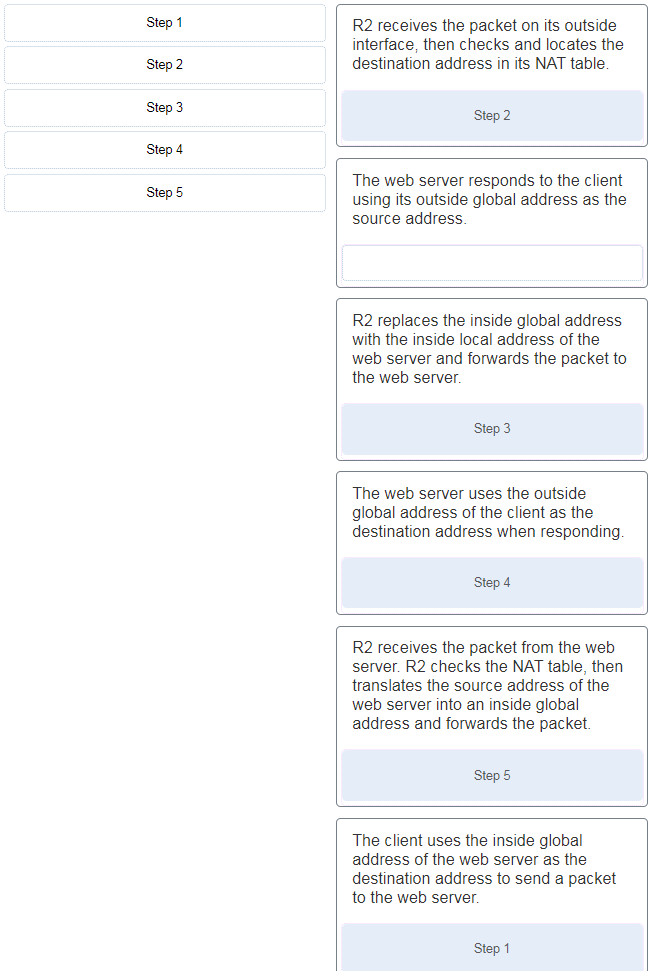 Step 1
Step 2
Step 3
Step 4
Step 5
R2 receives the packet on its outside
interface, then checks and locates the
destination address in its NAT table.
Step 2
The web server responds to the client
using its outside global address as the
source address.
R2 replaces the inside global address
with the inside local address of the
web server and forwards the packet to
the web server.
Step 3
The web server uses the outside
global address of the client as the
destination address when responding.
Step 4
R2 receives the packet from the web
server. R2 checks the NAT table, then
translates the source address of the
web server into an inside global
address and forwards the packet.
Step 5
The client uses the inside global
address of the web server as the
destination address to send a packet
to the web server.
Step 1